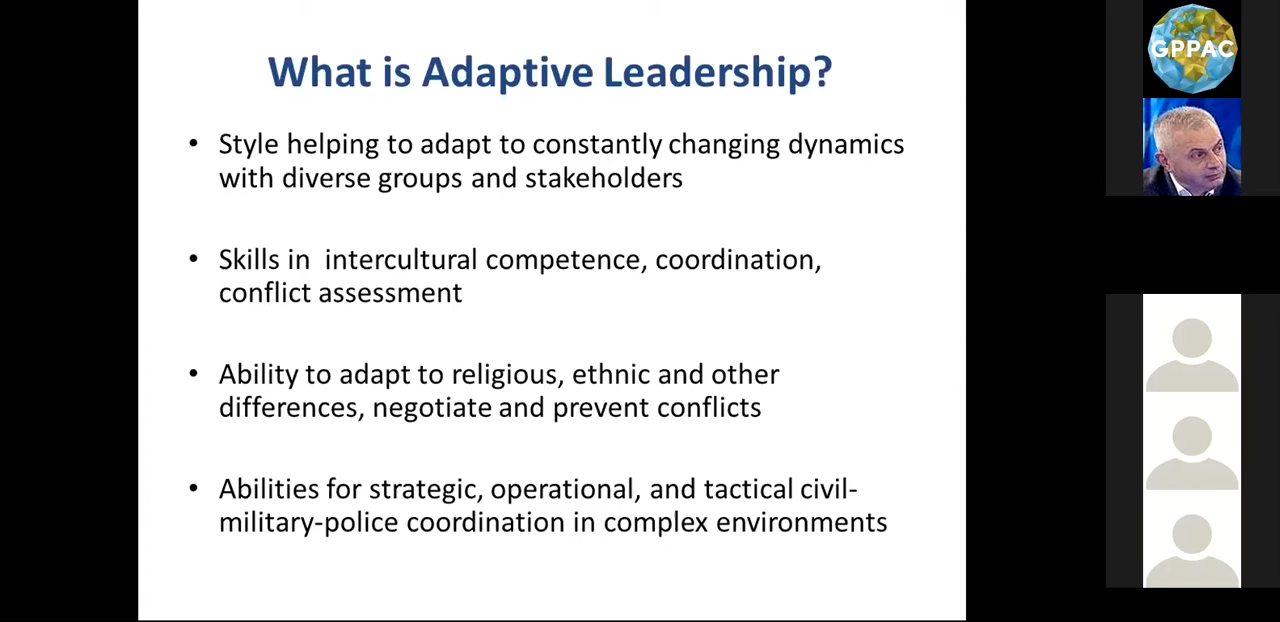 What is Adaptive Leadership?
• Style helping to adapt to constantly changing dynamics
with diverse groups and stakeholders
• Skills in  intercultural competence, coordination,
conflict assessment
• Ability to adapt to religious, ethnic and other
differences, negotiate and prevent conflicts
• Abilities for strategic, operational, and tactical civil-
military-police coordination in complex environments
GPPAC